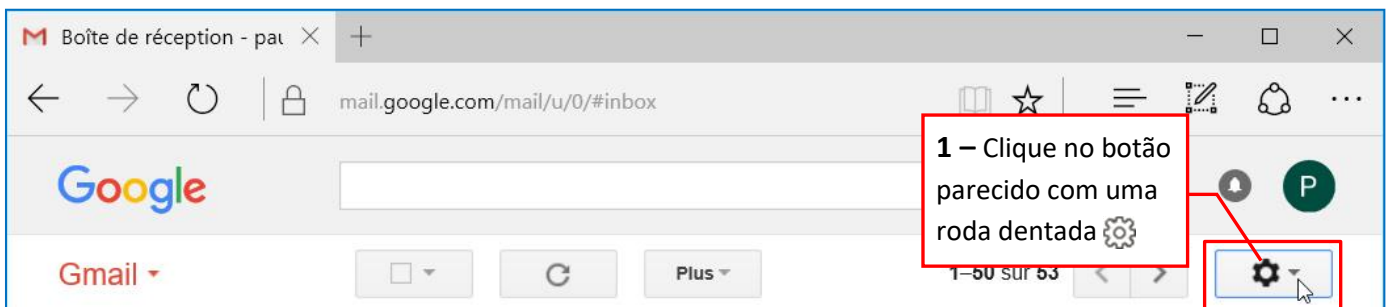 Boîte de réception - pau
mail.google.com/mail/u/0/#inbox
1 – Clique no botão
parecido com uma
roda dentada
Google
P
Gmail
Plus
1–50 sur 53